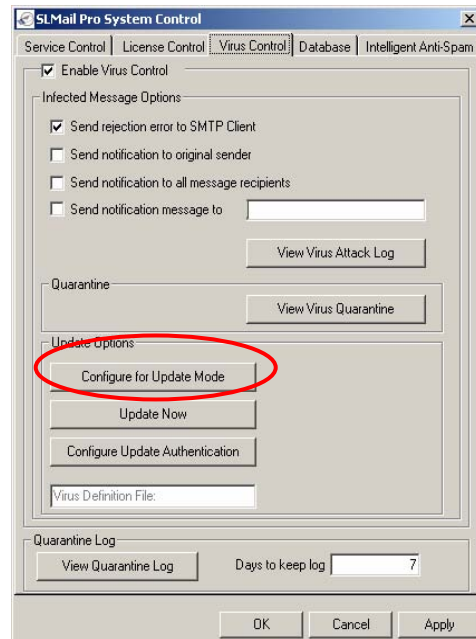 SLMail Pro System Control
Service Control License Control Virus Control Database Intelligent Anti-Spam
Enable Virus Control
Infected Message Options
Send rejection error to SMTP Client
Send notification to original sender
Send notification to all message recipients
Send notification message to
View Virus Attack Log
Quarantine
View Virus Quarantine
Update Options
Configure for Update Mode
Update Now
Configure Update Authentication
Virus Definition File:
Quarantine Log
View Quarantine Log Days to keep log 7
OK Cancel Apply